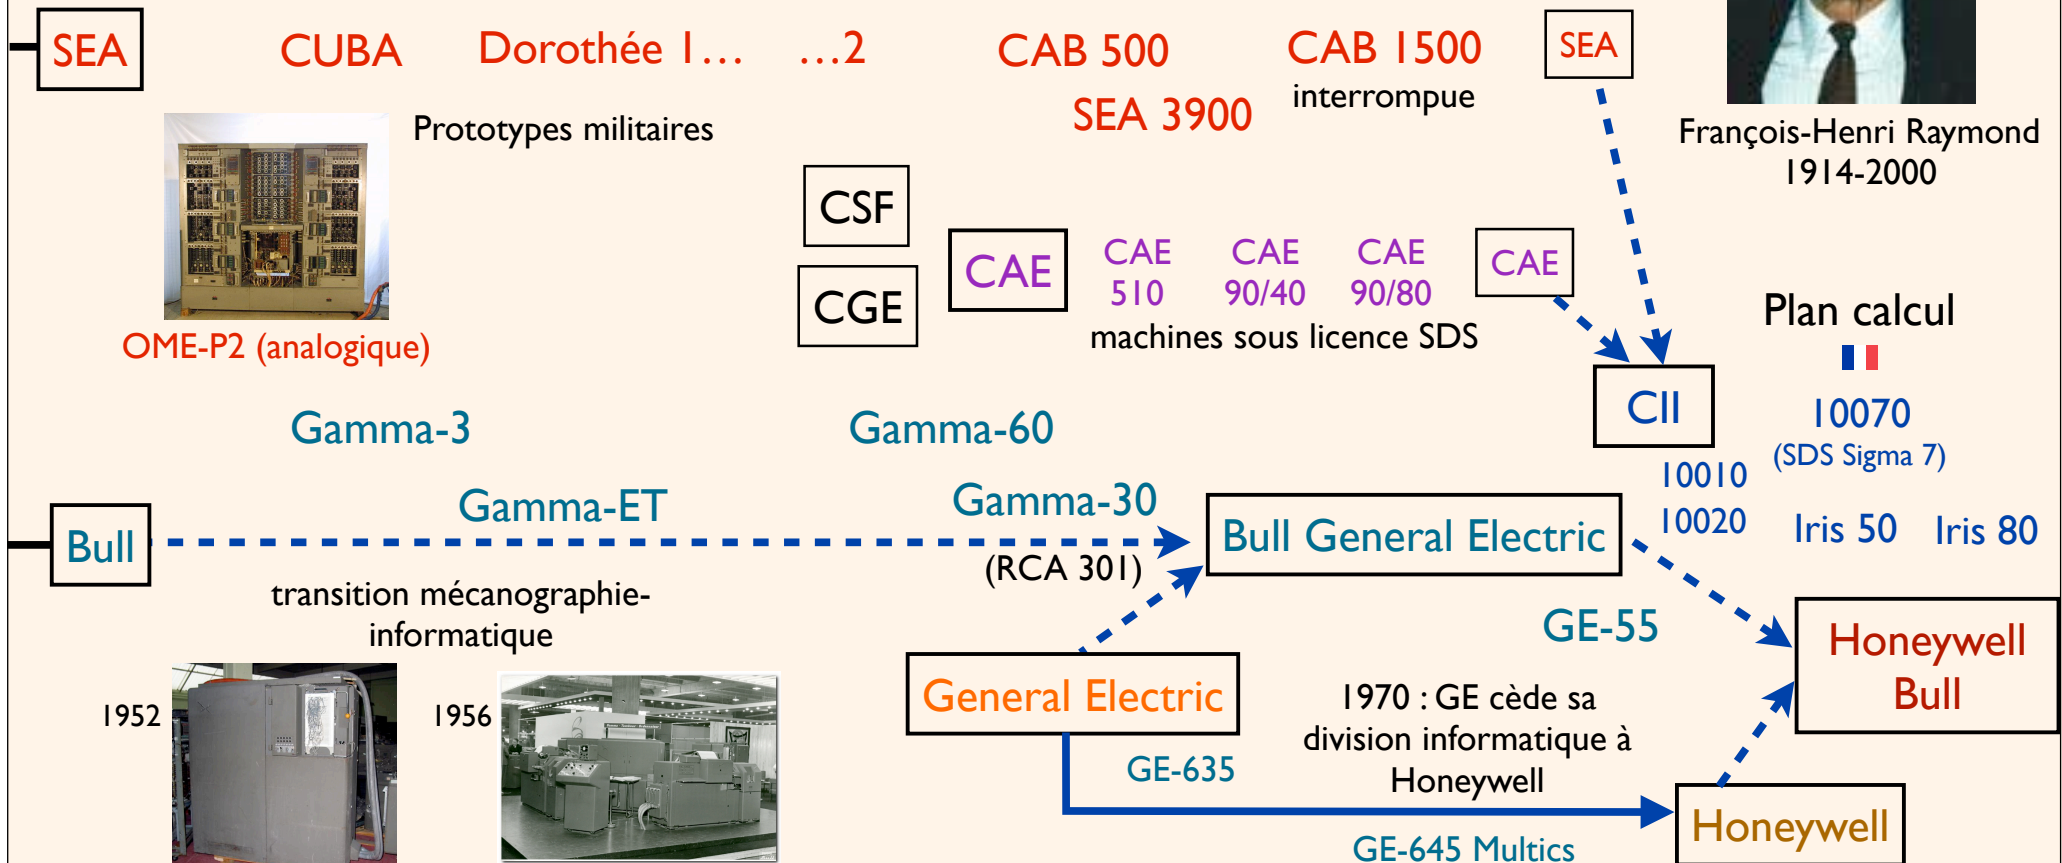 SEA
CUBA
Dorothée 1… …2
CAB 500
CAB 1500
SEA
interrompue
SEA 3900
Prototypes militaires
François-Henri Raymond
1914-2000
CSF
CGE
CAE
CAE
510
CAE
90/40
CAE
90/80
CAE
machines sous licence SDS
OME-P2 (analogique)
Plan calcul
CII
10070
(SDS Sigma 7)
10010
10020
Iris 50
Iris 80
Gamma-3
Gamma-60
Gamma-ET
Gamma-30
(RCA 301)
Bull
Bull General Electric
transition mécanographie-
informatique
1952
1956
General Electric
GE-55
Honeywell
Bull
1970 : GE cède sa
division informatique à
Honeywell
GE-635
GE-645 Multics
Honeywell